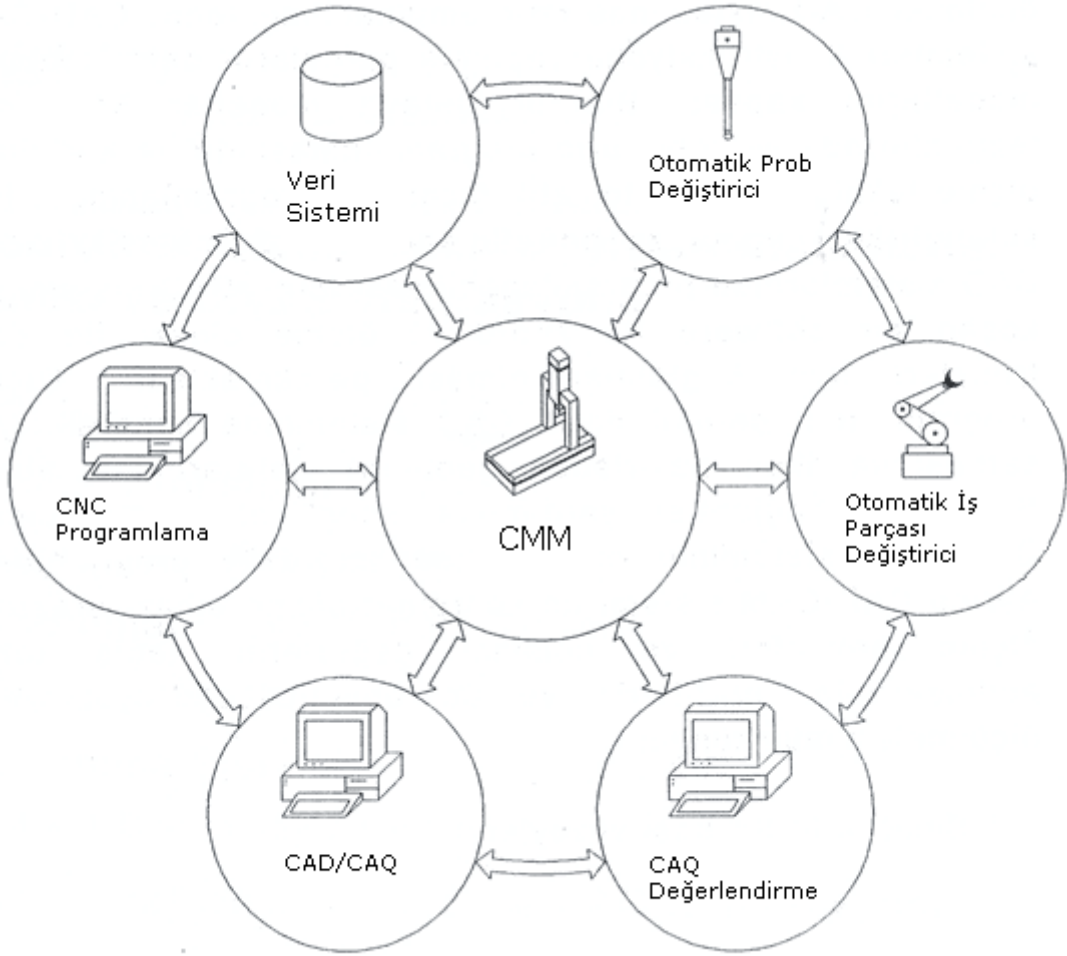 Veri
Sistemi
Otomatik Prob
Değiştirici
CNC
Programlama
CMM
Otomatik İş
Parçası
Değiştirici
CAD/CAQ
CAQ
Değerlendirme